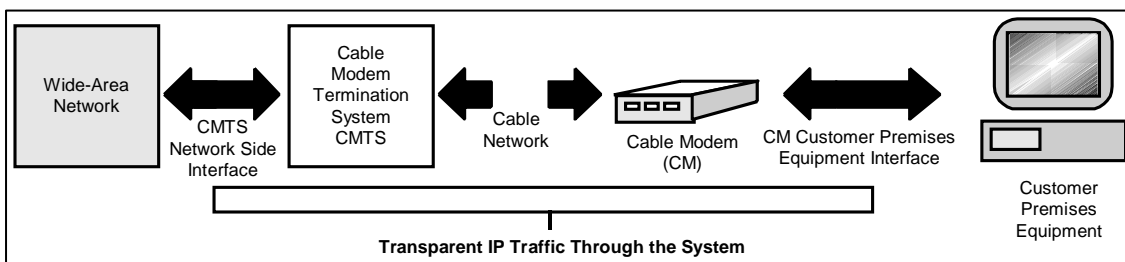 Wide-Area
Network
CMTS
Network Side
Interface
Cable
Modem
Termination
System
CMTS
Cable
Network
Cable Modem
(CM)
CM Customer Premises
Equipment Interface
Customer
Premises
Equipment
Transparent IP Traffic Through the System